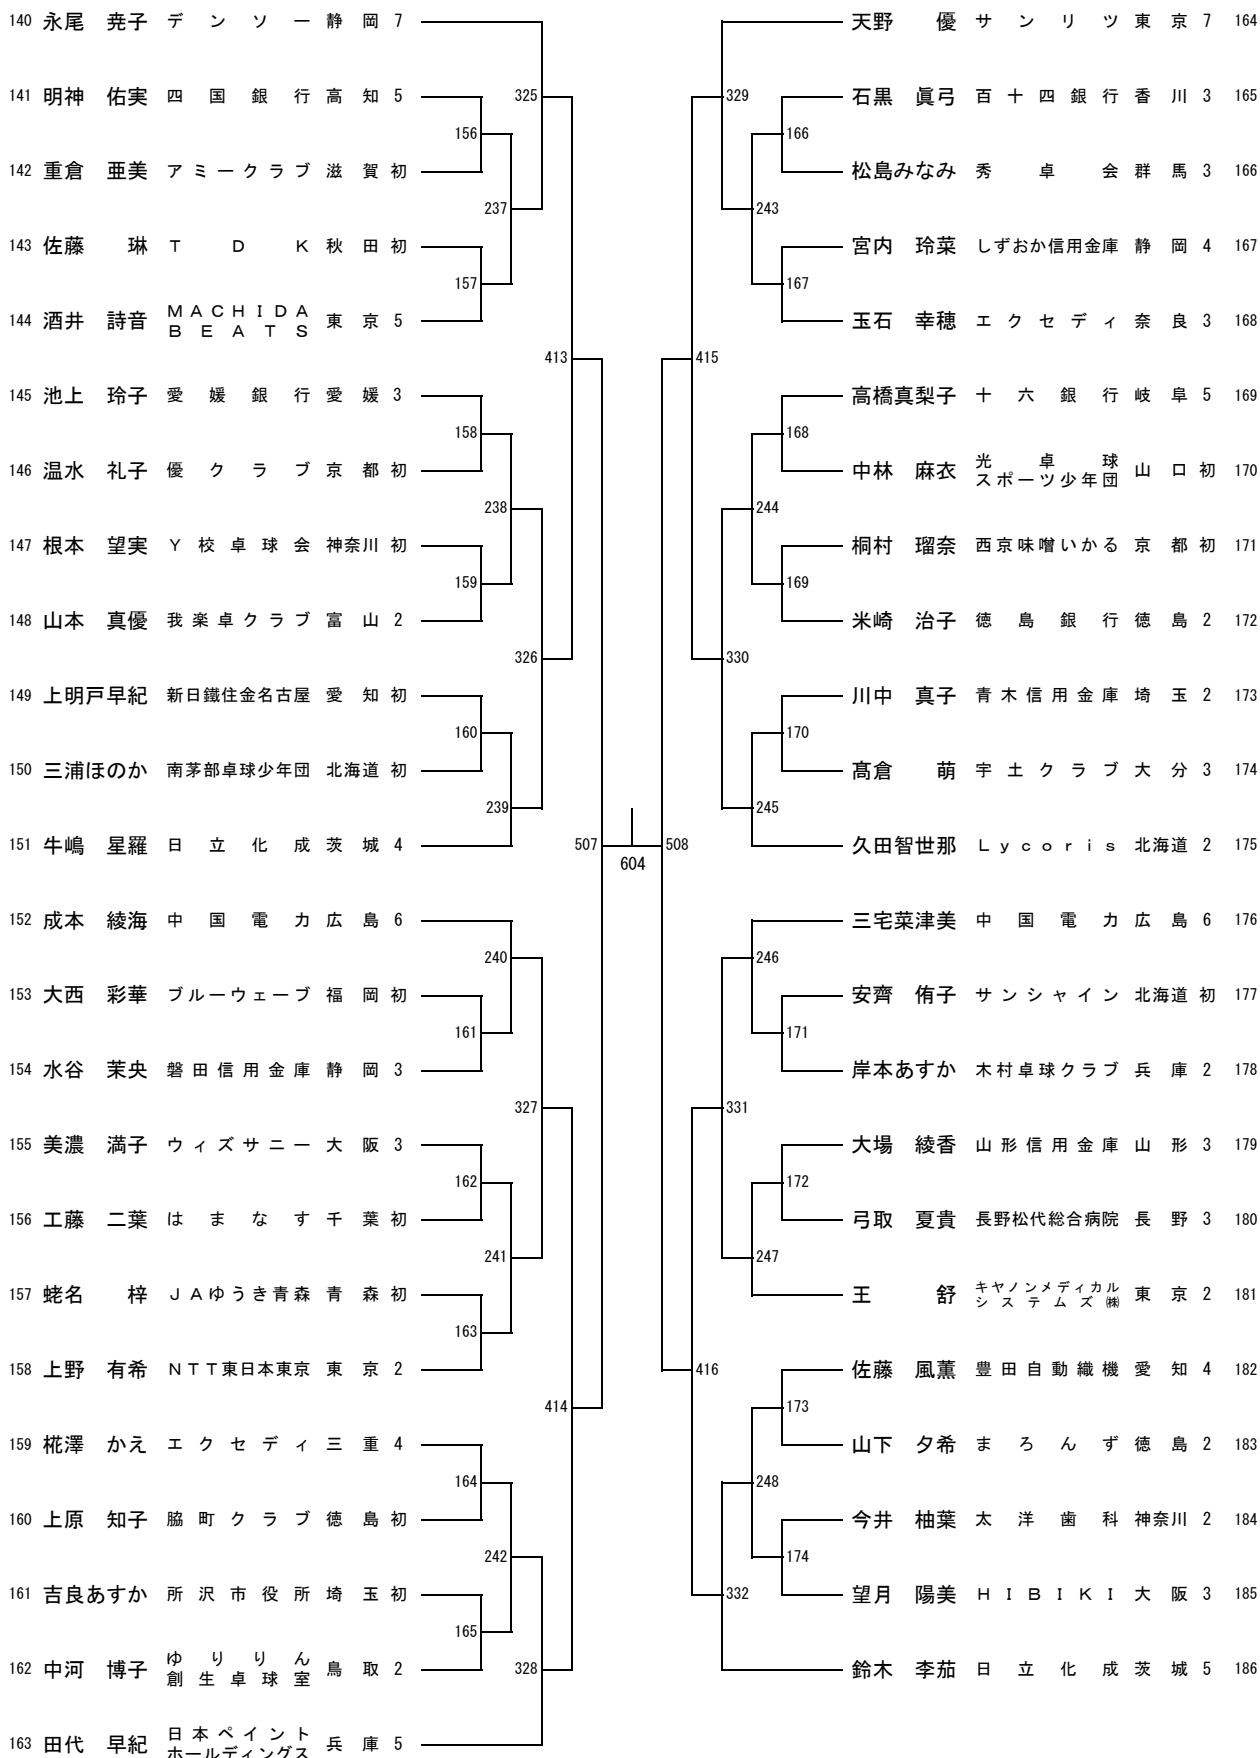 140 永尾 尭子 デンソー 静岡 7
325
141 明神 佑実 四国銀行 高知 5
156
142 重倉 亜美 アミークラブ 滋賀 初
237
143 佐藤 琳 TDK 秋田 初
157
144 酒井 詩音 MACHIDA BEATS 東京 5
413
145 池上 玲子 愛媛銀行 愛媛 3
158
146 温水 礼子 優クラブ 京都 初
238
147 根本 望実 Y校卓球会 神奈川 初
159
148 山本 真優 我楽卓クラブ 富山 2
326
149 上明戸早紀 新日鐵住金名古屋 愛知 初
160
150 三浦ほのか 南茅部卓球少年団 北海道 初
239
151 牛嶋 星羅 日立化成 茨城 4
507
604
508
152 成本 綾海 中国電力 広島 6
240
153 大西 彩華 ブルーウェーブ 福岡 初
161
154 水谷 茉央 磐田信用金庫 静岡 3
327
155 美濃 満子 ウィズサニー 大阪 3
162
156 工藤 二葉 はまなす 千葉 初
241
157 蛯名 梓 JAゆうき青森 青森 初
163
158 上野 有希 NTT東日本東京 東京 2
414
159 椛澤 かえ エクセディ 三重 4
164
160 上原 知子 脇町クラブ 徳島 初
242
161 吉良あすか 所沢市役所 埼玉 初
165
162 中河 博子 ゆりりん創生卓球室 鳥取 2
328
163 田代 早紀 日本ペイントホールディングス 兵庫 5
天野 優 サンリツ 東京 7 164
329
石黒 眞弓 百十四銀行 香川 3 165
166
松島みなみ 秀卓会 群馬 3 166
243
宮内 玲菜 しずおか信用金庫 静岡 4 167
167
玉石 幸穂 エクセディ 奈良 3 168
415
高橋真梨子 十六銀行 岐阜 5 169
168
中林 麻衣 光卓球スポーツ少年団 山口 初 170
244
桐村 瑠奈 西京味噌いかる 京都 初 171
169
米崎 治子 徳島銀行 徳島 2 172
330
川中 真子 青木信用金庫 埼玉 2 173
170
髙倉 萌 宇土クラブ 大分 3 174
245
久田智世那 Lycoris 北海道 2 175
三宅菜津美 中国電力 広島 6 176
246
安齊 侑子 サンシャイン 北海道 初 177
171
岸本あすか 木村卓球クラブ 兵庫 2 178
331
大場 綾香 山形信用金庫 山形 3 179
172
弓取 夏貴 長野松代総合病院 長野 3 180
247
王 舒 キヤノンメディカルシステムズ㈱ 東京 2 181
416
佐藤 風薫 豊田自動織機 愛知 4 182
173
山下 夕希 まろんず 徳島 2 183
248
今井 柚葉 太洋歯科 神奈川 2 184
174
望月 陽美 HIBIKI 大阪 3 185
332
鈴木 李茄 日立化成 茨城 5 186